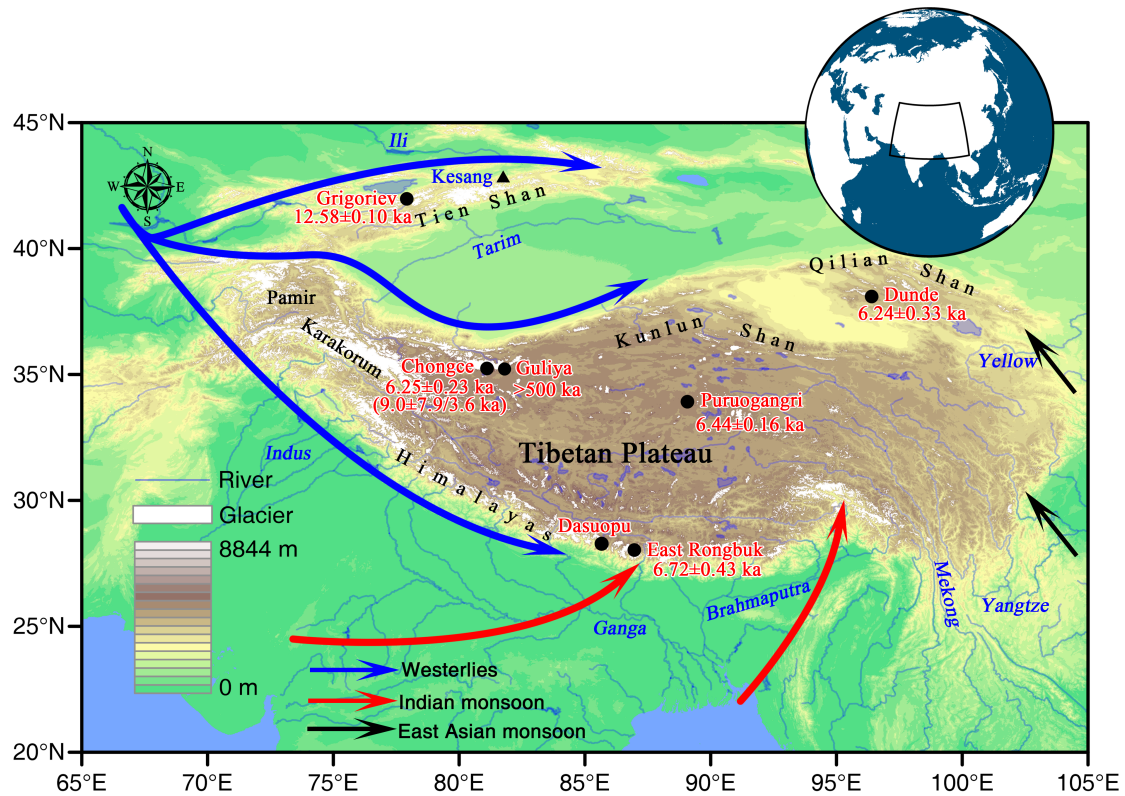 45°N
40°N
35°N
30°N
25°N
20°N
65°E
70°E
75°E
80°E
85°E
90°E
95°E
100°E
105°E
N
W
E
S
Ili
Kesang
Grigoriev
12.58±0.10 ka
Tien Shan
Tarim
Qilian Shan
Dunde
6.24±0.33 ka
Pamir
Karakorum
Kunlun Shan
Yellow
Chongce
6.25±0.23 ka
(9.0±7.9/3.6 ka)
Guliya
>500 ka
Puruogangri
6.44±0.16 ka
Tibetan Plateau
Indus
Himalayas
Dasuopu
East Rongbuk
6.72±0.43 ka
Brahmaputra
Ganga
Mekong
Yangtze
River
Glacier
8844 m
0 m
Westerlies
Indian monsoon
East Asian monsoon